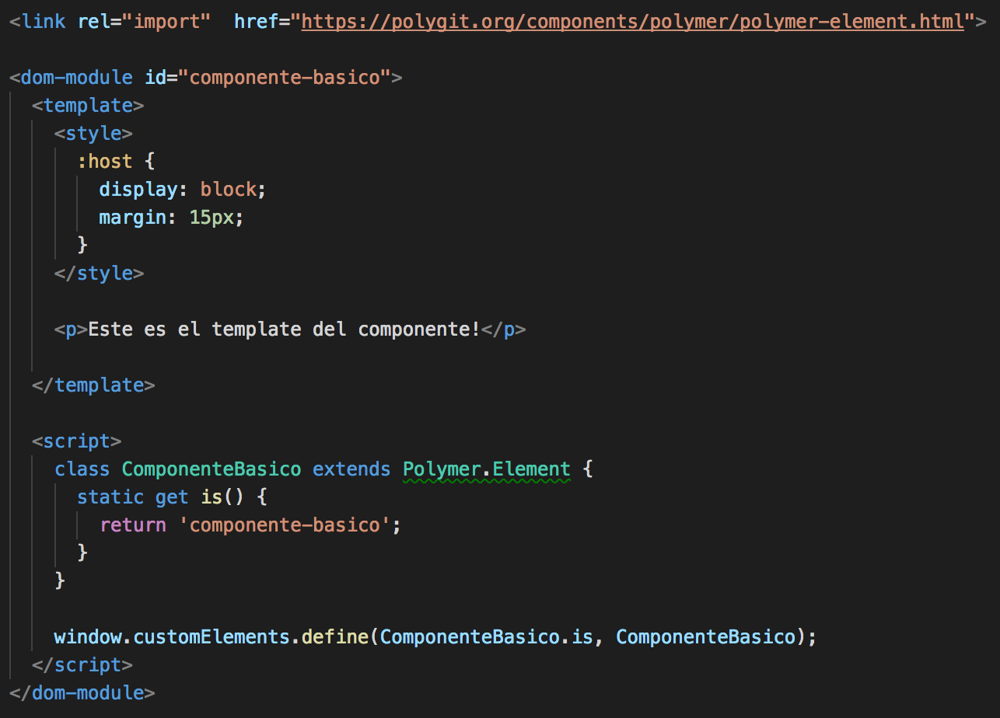 <link rel="import"  href="https://polygit.org/components/polymer/polymer-element.html">

<dom-module id="componente-basico">
  <template>
    <style>
      :host {
        display: block;
        margin: 15px;
      }
    </style>

    <p>Este es el template del componente!</p>

  </template>

  <script>
    class ComponenteBasico extends Polymer.Element {
      static get is() {
        return 'componente-basico';
      }
    }

    window.customElements.define(ComponenteBasico.is, ComponenteBasico);
  </script>
</dom-module>